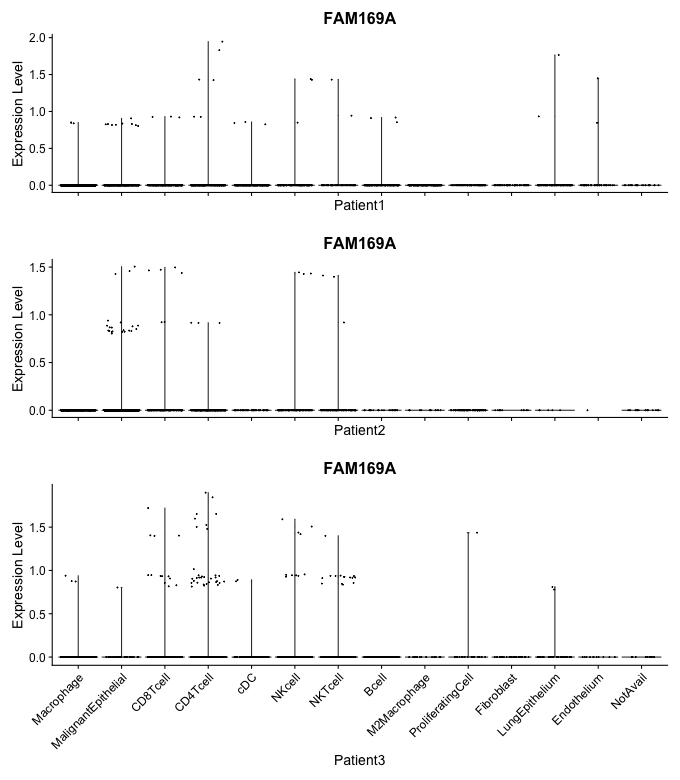 FAM169A
Expression Level
2.0
1.5
1.0
0.5
0.0
Patient1
FAM169A
Expression Level
1.5
1.0
0.5
0.0
Patient2
FAM169A
Expression Level
1.5
1.0
0.5
0.0
Macrophage
MalignantEpithelial
CD8Tcell
CD4Tcell
cDC
NKcell
NKTcell
Bcell
M2Macrophage
ProliferatingCell
Fibroblast
LungEpithelium
Endothelium
NotAvail
Patient3